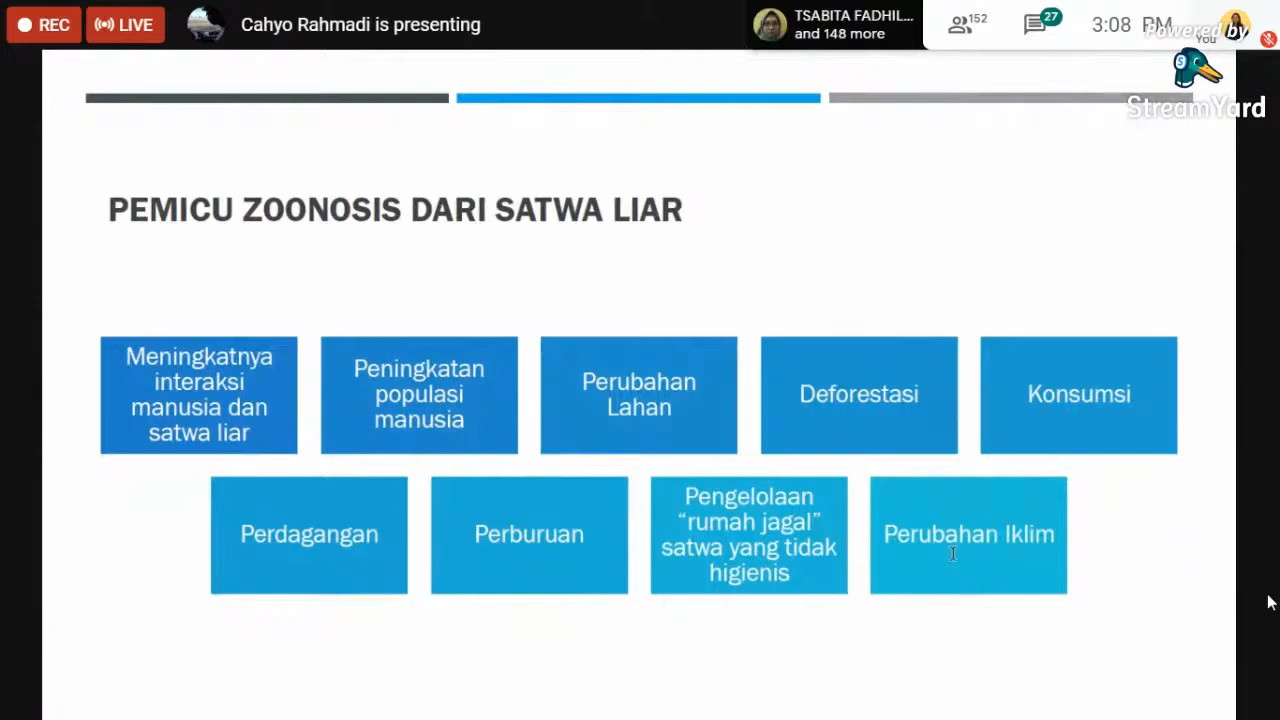 REC
LIVE
Cahyo Rahmadi is presenting
TSABITA FADHIL...
and 148 more
152
27
3:08 PM
Powered by
You
S
StreamYard
PEMICU ZOONOSIS DARI SATWA LIAR
Meningkatnya
interaksi
manusia dan
satwa liar
Peningkatan
populasi
manusia
Perubahan
Lahan
Deforestasi
Konsumsi
Perdagangan
Perburuan
Pengelolaan
“rumah jagal”
satwa yang tidak
higienis
Perubahan Iklim